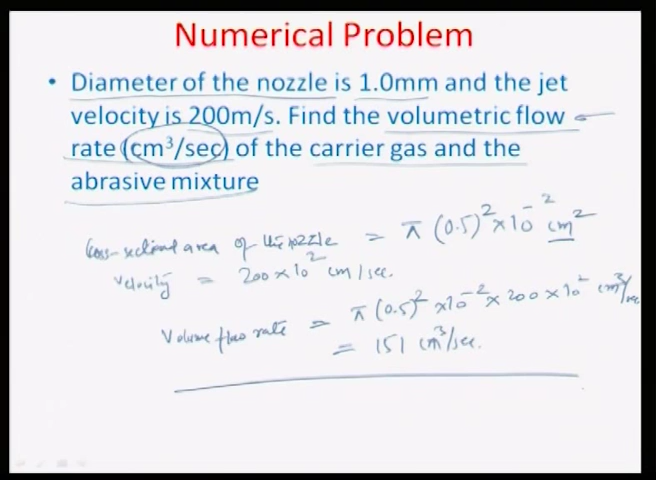 Numerical Problem
• Diameter of the nozzle is 1.0mm and the jet
velocity is 200m/s. Find the volumetric flow
rate (cm³/sec) of the carrier gas and the
abrasive mixture
Cross-sectional area of the nozzle = π (0.5)² × 10⁻² cm²
Velocity = 200 × 10² cm/sec.
Volume flow rate = π (0.5)² × 10⁻² × 200 × 10² cm³/sec
= 151 cm³/sec.